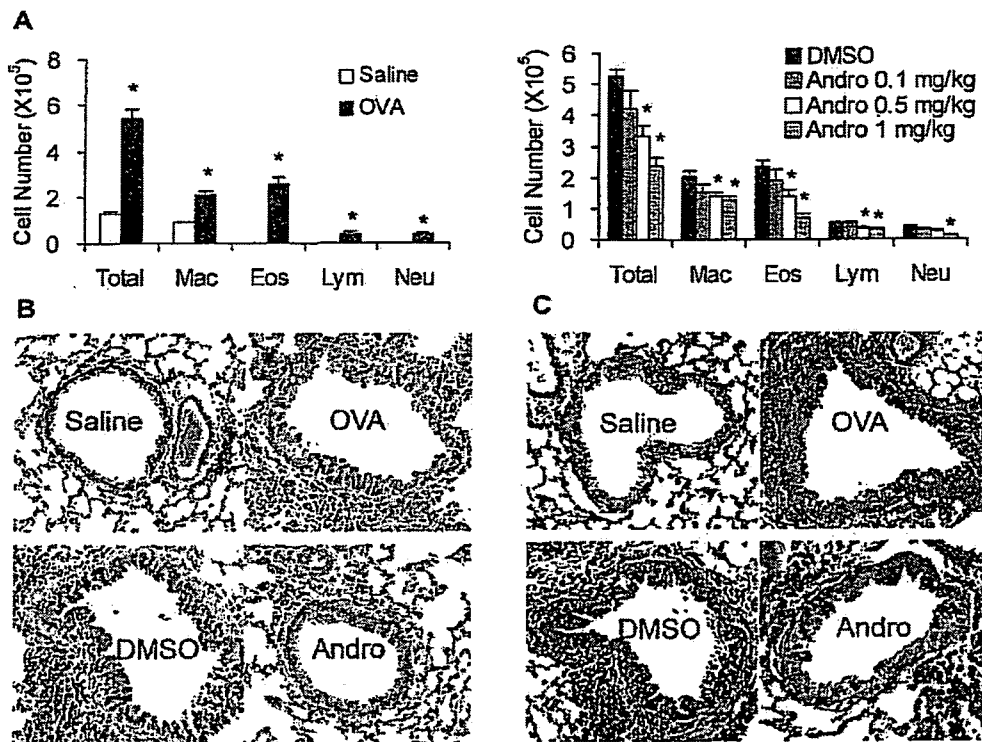 A
Cell Number (X10⁵)
8
6
4
2
0
* * * * *
Saline
OVA
Total Mac Eos Lym Neu
Cell Number (X10⁵)
6
5
4
3
2
1
0
* * * * * * * * *
DMSO
Andro 0.1 mg/kg
Andro 0.5 mg/kg
Andro 1 mg/kg
Total Mac Eos Lym Neu
B
Saline
OVA
DMSO
Andro
C
Saline
OVA
DMSO
Andro